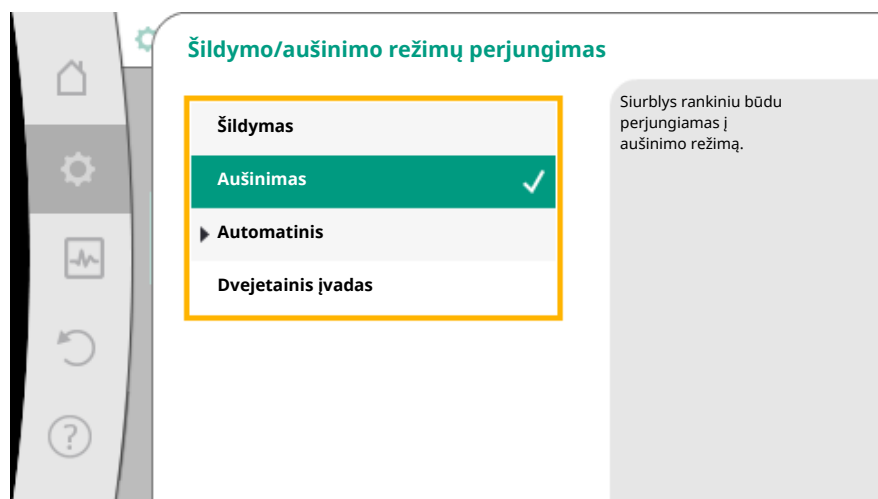 Šildymo/aušinimo režimų perjungimas
Šildymas
Aušinimas
Automatinis
Dvejetainis įvadas
Siurblys rankiniu būdu
perjungiamas į
aušinimo režimą.